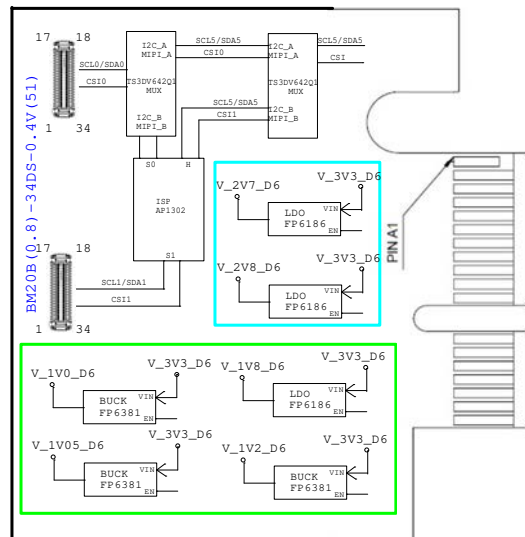 17 18
SCL0/SDA0
CSI0
1 34
BM20B(0.8)-34DS-0.4V(51)
I2C_A
MIPI_A
TS3DV642Q1
MUX
I2C_B
MIPI_B
SCL5/SDA5
CSI0
I2C_A
MIPI_A
TS3DV642Q1
MUX
I2C_B
MIPI_B
SCL5/SDA5
CSI
SCL5/SDA5
CSI1
S0 H
ISP
AP1302
S1
17 18
SCL1/SDA1
CSI1
1 34
V_2V7_D6 V_3V3_D6
LDO
FP6186
VIN
EN
V_2V8_D6 V_3V3_D6
LDO
FP6186
VIN
EN
PIN A1
V_1V0_D6 V_3V3_D6
BUCK
FP6381
VIN
EN
V_1V8_D6 V_3V3_D6
LDO
FP6186
VIN
EN
V_1V05_D6 V_3V3_D6
BUCK
FP6381
VIN
EN
V_1V2_D6 V_3V3_D6
BUCK
FP6381
VIN
EN